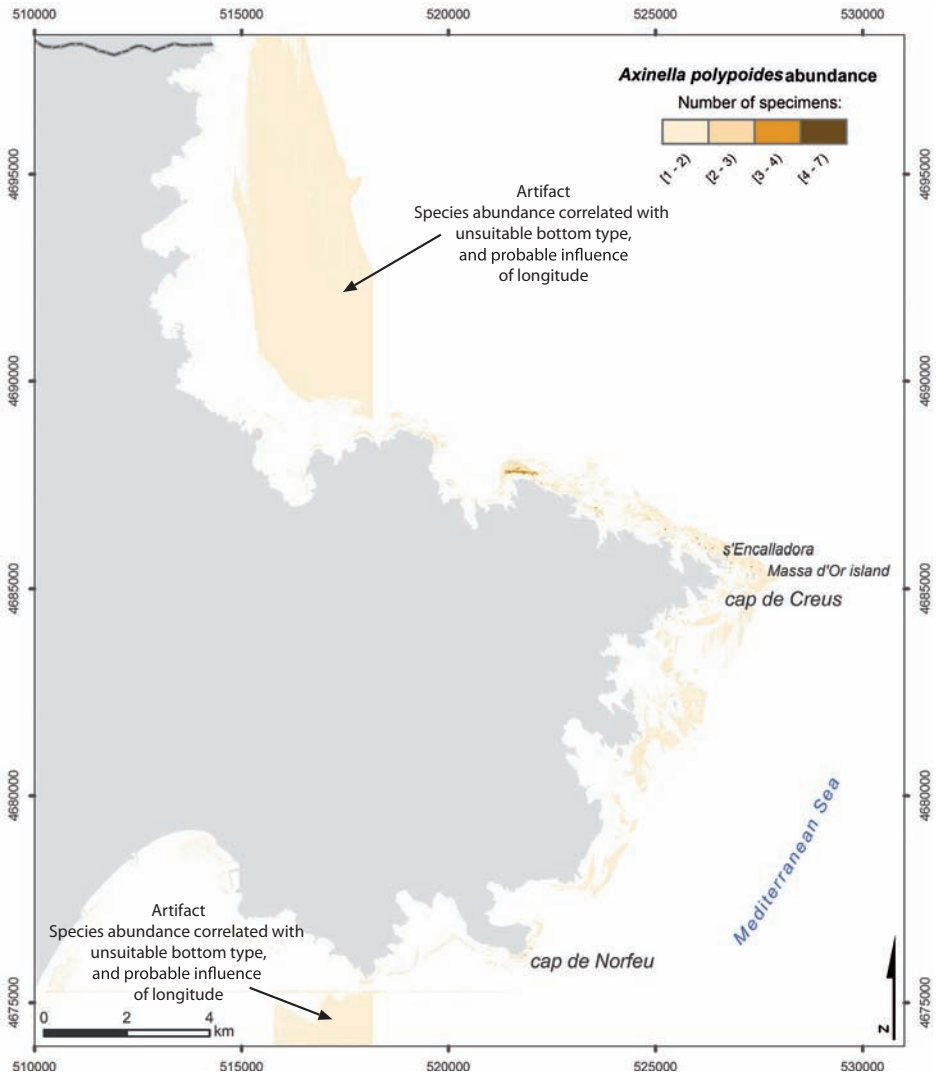 510000 515000 520000 525000 530000
Axinella polypoides abundance
Number of specimens:
[1 - 2) [2 - 3) [3 - 4) [4 - 7)
4695000 4695000
Artifact
Species abundance correlated with
unsuitable bottom type,
and probable influence
of longitude
4690000 4690000
s'Encalladora
Massa d'Or island
4685000 4685000
cap de Creus
4680000 4680000
Mediterranean Sea
Artifact
Species abundance correlated with
unsuitable bottom type,
and probable influence
of longitude
cap de Norfeu
4675000 4675000
0 2 4
km
N
510000 515000 520000 525000 530000